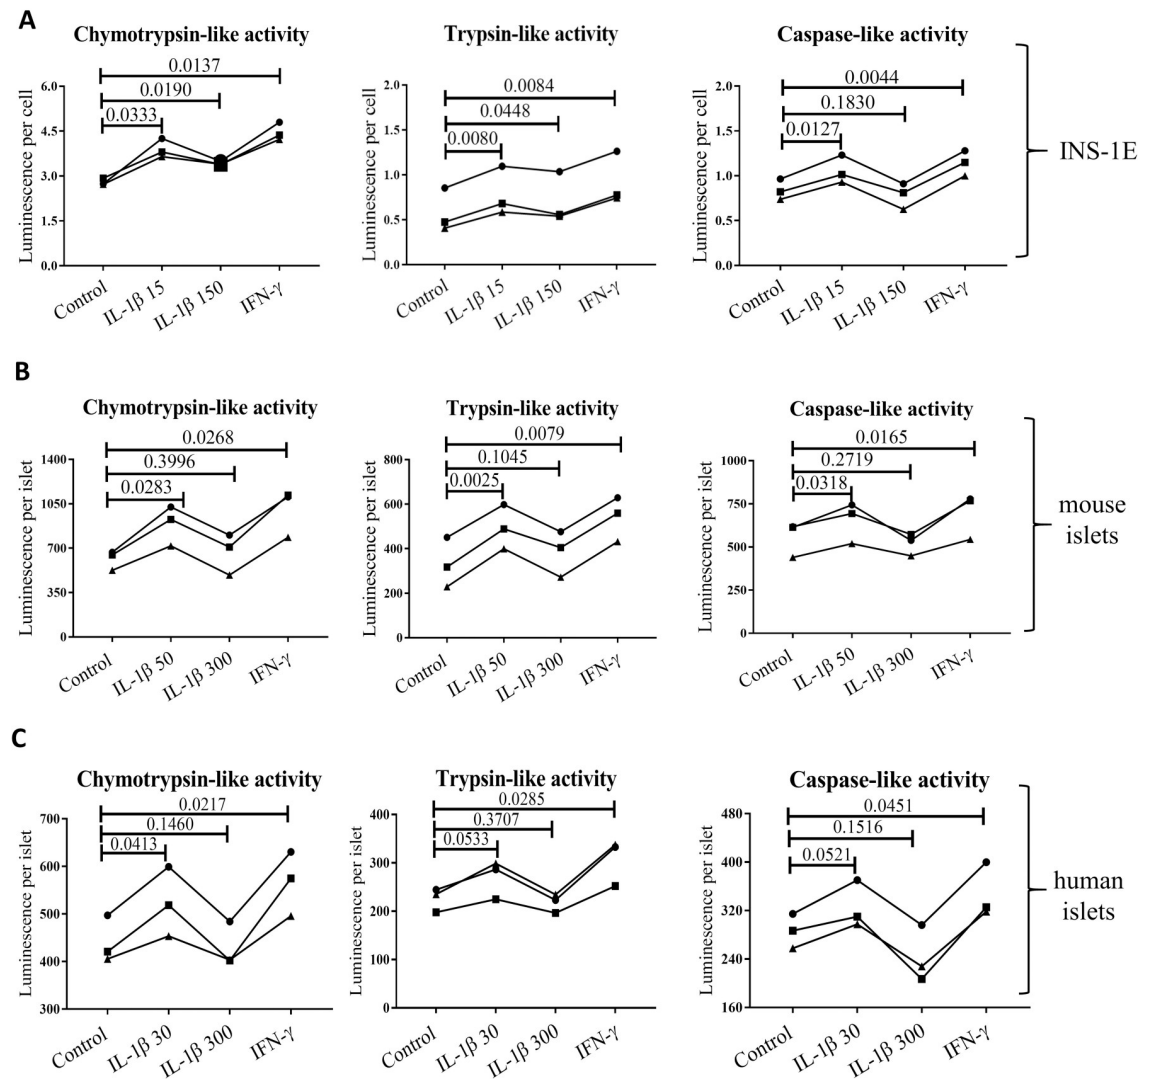 A
Chymotrypsin-like activity
Trypsin-like activity
Caspase-like activity
0.0137
0.0190
0.0333
6.0
4.5
3.0
1.5
0.0
Luminescence per cell
Control
IL-1β 15
IL-1β 150
IFN-γ
0.0084
0.0448
0.0080
2.0
1.5
1.0
0.5
0.0
Luminescence per cell
Control
IL-1β 15
IL-1β 150
IFN-γ
0.0044
0.1830
0.0127
2.0
1.5
1.0
0.5
0.0
Luminescence per cell
Control
IL-1β 15
IL-1β 150
IFN-γ
INS-1E
B
Chymotrypsin-like activity
Trypsin-like activity
Caspase-like activity
0.0268
0.3996
0.0283
1400
1050
700
350
0
Luminescence per islet
Control
IL-1β 50
IL-1β 300
IFN-γ
0.0079
0.1045
0.0025
800
600
400
200
0
Luminescence per islet
Control
IL-1β 50
IL-1β 300
IFN-γ
0.0165
0.2719
0.0318
1000
750
500
250
0
Luminescence per islet
Control
IL-1β 50
IL-1β 300
IFN-γ
mouse
islets
C
Chymotrypsin-like activity
Trypsin-like activity
Caspase-like activity
0.0217
0.1460
0.0413
700
600
500
400
300
Luminescence per islet
Control
IL-1β 30
IL-1β 300
IFN-γ
0.0285
0.3707
0.0533
400
300
200
100
0
Luminescence per islet
Control
IL-1β 30
IL-1β 300
IFN-γ
0.0451
0.1516
0.0521
480
400
320
240
160
Luminescence per islet
Control
IL-1β 30
IL-1β 300
IFN-γ
human
islets